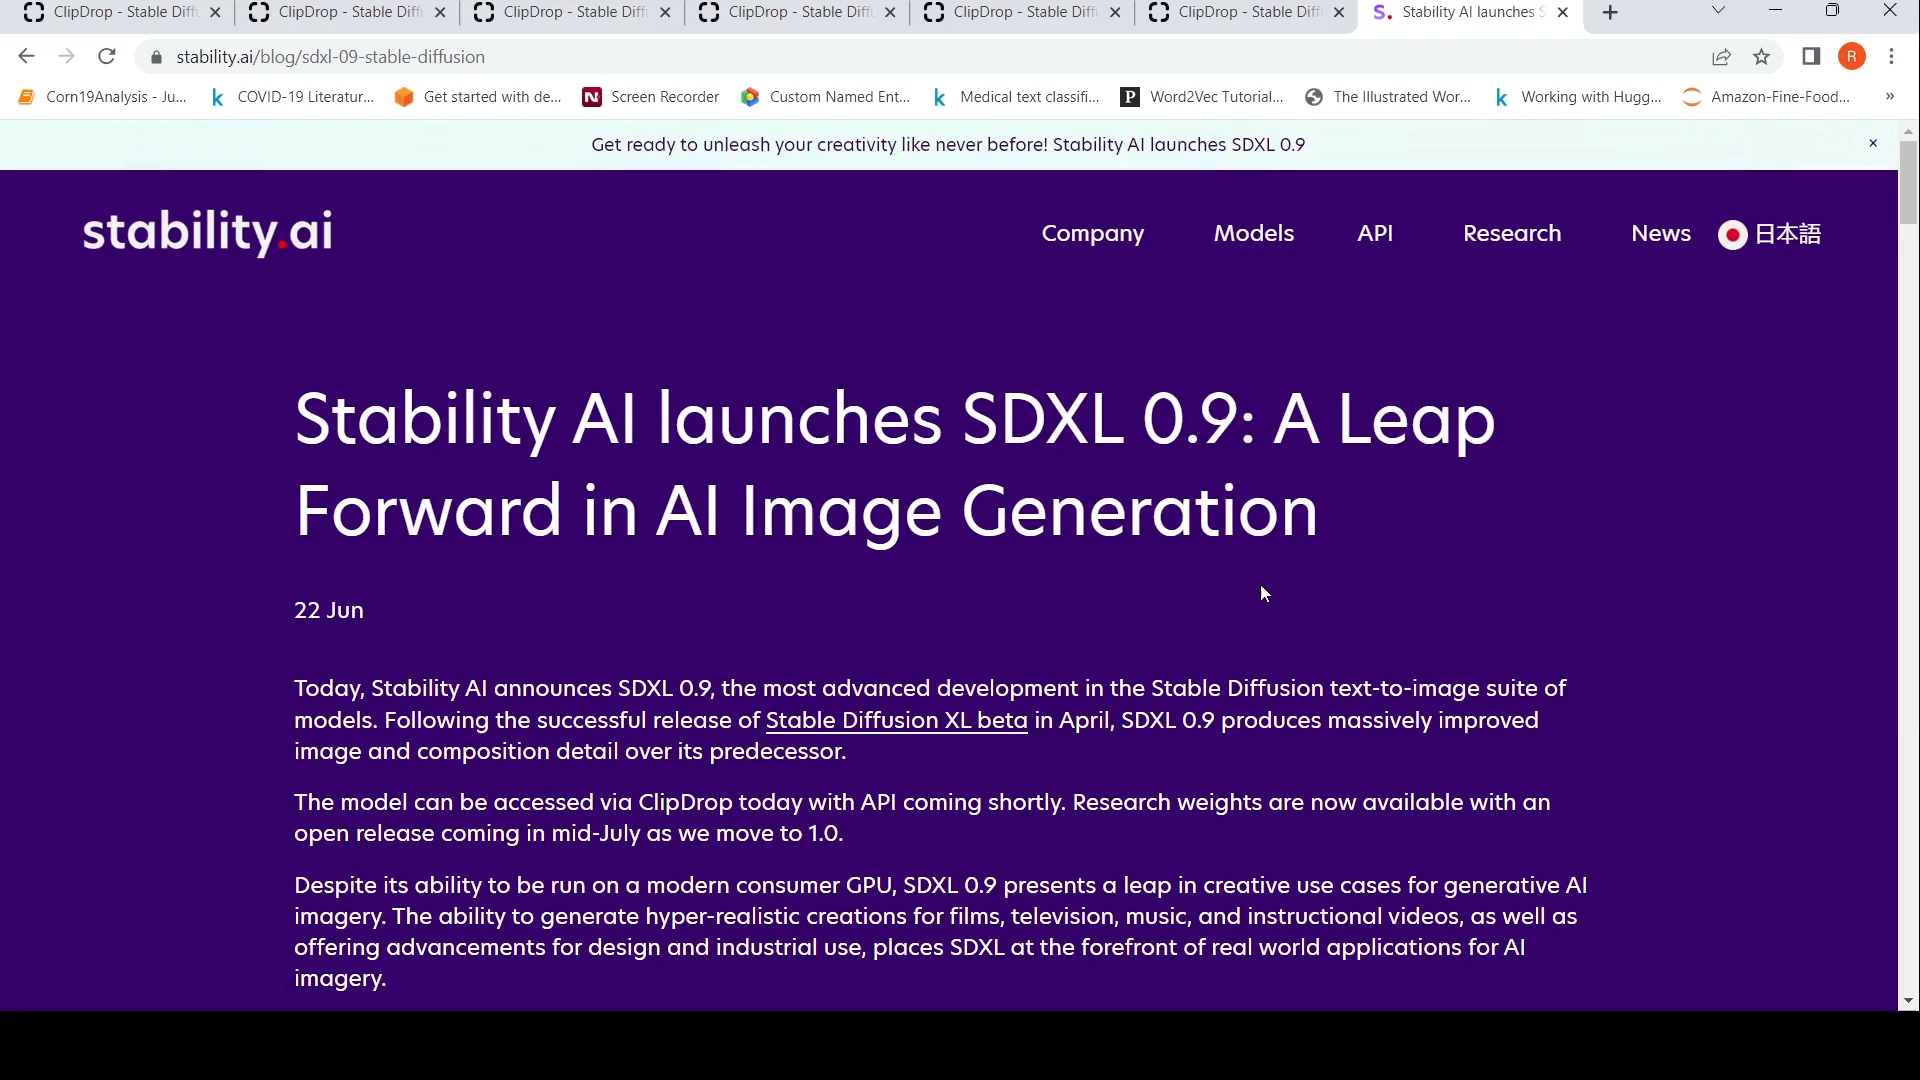 ClipDrop - Stable Diff ClipDrop - Stable Diff ClipDrop - Stable Diff ClipDrop - Stable Diff ClipDrop - Stable Diff ClipDrop - Stable Diff Stability AI launches S
stability.ai/blog/sdxl-09-stable-diffusion R
Corn19Analysis - Ju... COVID-19 Literatur... Get started with de... Screen Recorder Custom Named Ent... Medical text classifi... Word2Vec Tutorial... The Illustrated Wor... Working with Hugg... Amazon-Fine-Food... »
Get ready to unleash your creativity like never before! Stability AI launches SDXL 0.9
stability.ai Company Models API Research News 日本語
Stability AI launches SDXL 0.9: A Leap
Forward in AI Image Generation
22 Jun
Today, Stability AI announces SDXL 0.9, the most advanced development in the Stable Diffusion text-to-image suite of
models. Following the successful release of Stable Diffusion XL beta in April, SDXL 0.9 produces massively improved
image and composition detail over its predecessor.
The model can be accessed via ClipDrop today with API coming shortly. Research weights are now available with an
open release coming in mid-July as we move to 1.0.
Despite its ability to be run on a modern consumer GPU, SDXL 0.9 presents a leap in creative use cases for generative AI
imagery. The ability to generate hyper-realistic creations for films, television, music, and instructional videos, as well as
offering advancements for design and industrial use, places SDXL at the forefront of real world applications for AI
imagery.